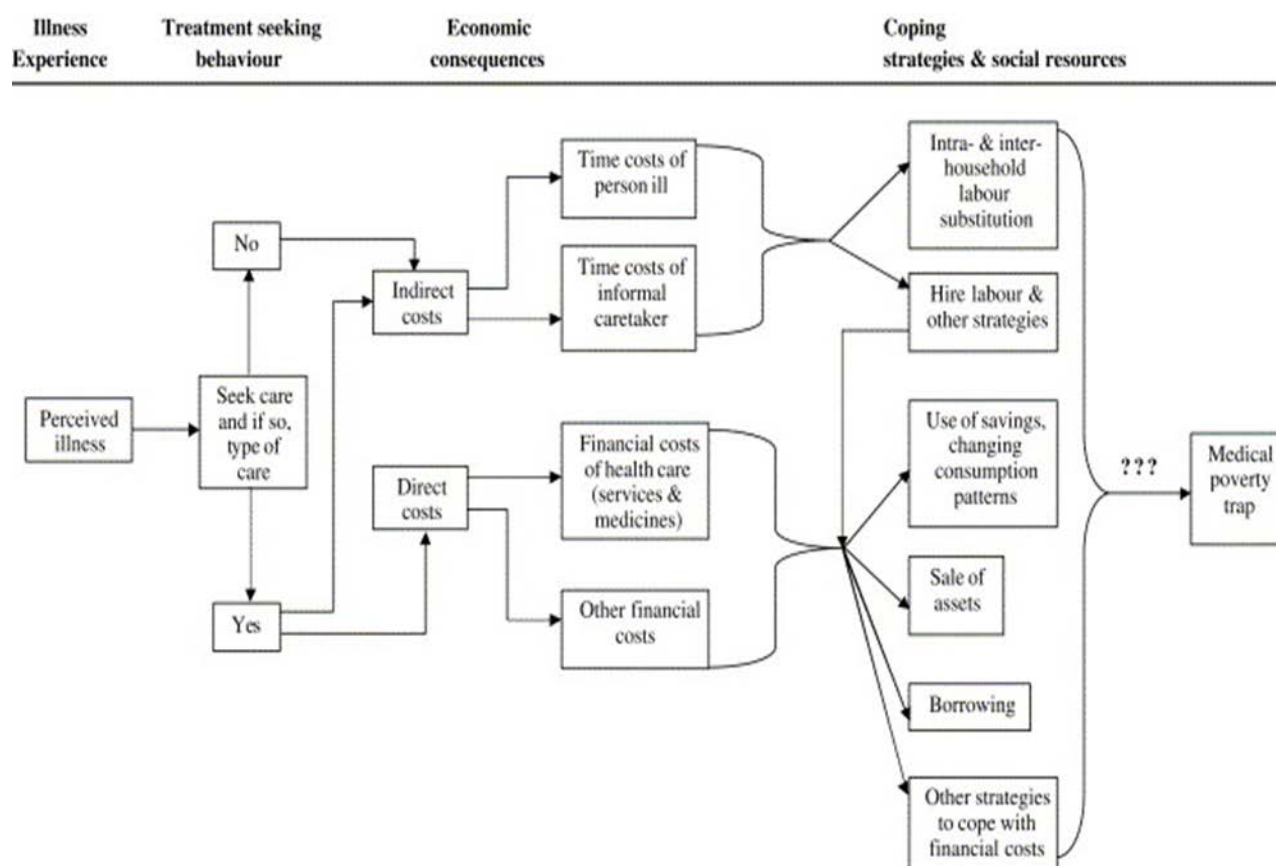 Illness
Experience
Treatment seeking
behaviour
Economic
consequences
Coping
strategies & social resources
Perceived
illness
No
Seek care
and if so,
type of
care
Yes
Indirect
costs
Direct
costs
Time costs of
person ill
Time costs of
informal
caretaker
Financial costs
of health care
(services &
medicines)
Other financial
costs
Intra- & inter-
household
labour
substitution
Hire labour &
other strategies
Use of savings,
changing
consumption
patterns
Sale of
assets
Borrowing
Other strategies
to cope with
financial costs
???
Medical
poverty
trap